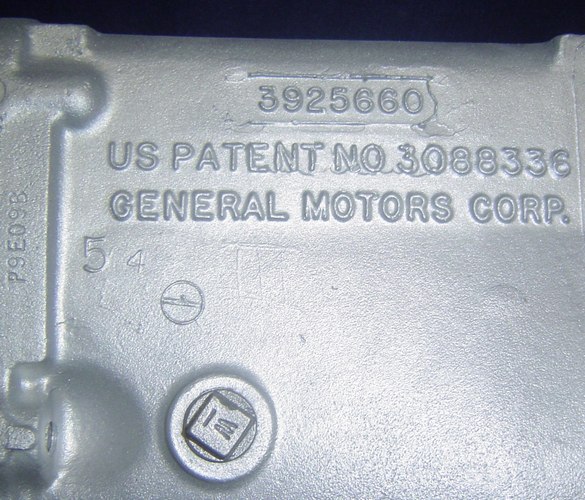 3925660
US PATENT NO. 3088336
GENERAL MOTORS CORP.
P9E09B
5 4